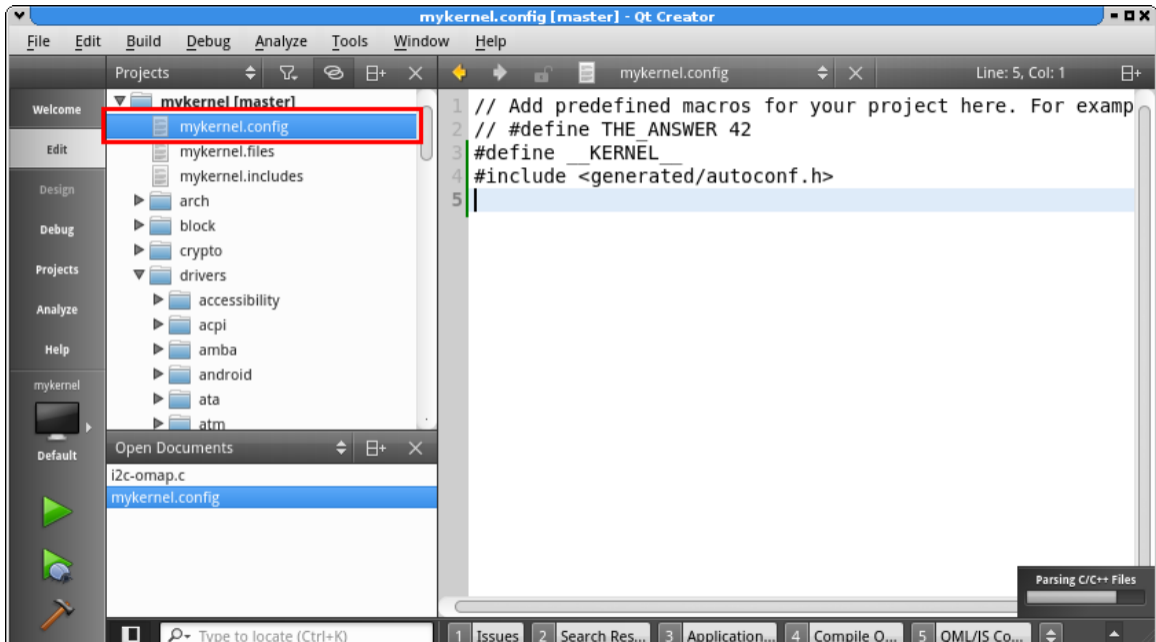 mykernel.config [master] - Qt Creator
File Edit Build Debug Analyze Tools Window Help
Projects
mykernel.config
Line: 5, Col: 1
Welcome
Edit
Design
Debug
Projects
Analyze
Help
mykernel
Default
mykernel [master]
mykernel.config
mykernel.files
mykernel.includes
arch
block
crypto
drivers
accessibility
acpi
amba
android
ata
atm
1 // Add predefined macros for your project here. For examp
2 // #define THE_ANSWER 42
3 #define __KERNEL__
4 #include <generated/autoconf.h>
5
Open Documents
i2c-omap.c
mykernel.config
Parsing C/C++ Files
Type to locate (Ctrl+K)
1 Issues 2 Search Res... 3 Application... 4 Compile O... 5 QML/JS Co...